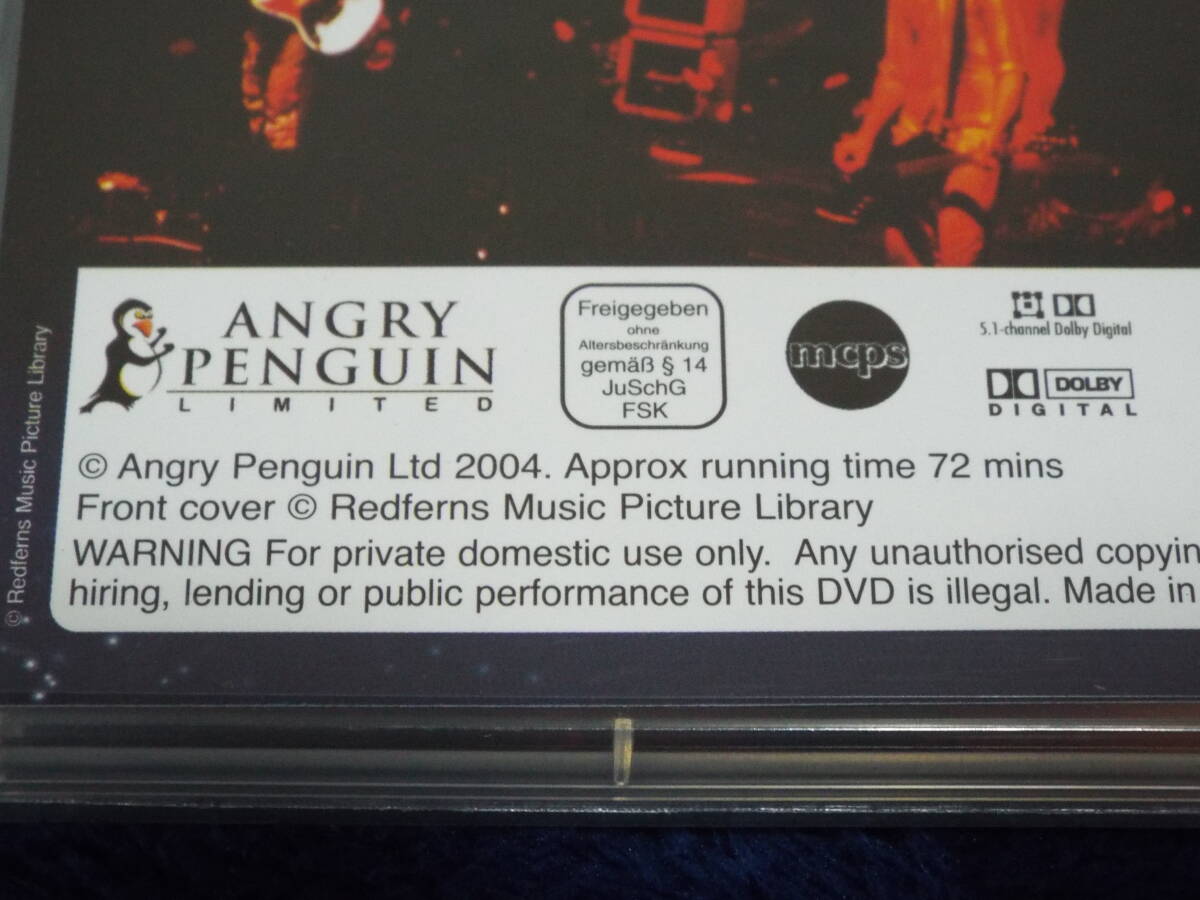 © Redferns Music Picture Library
ANGRY
PENGUIN
LIMITED
Freigegeben
ohne
Altersbeschränkung
gemäß § 14
JuSchG
FSK
mcps
5.1-channel Dolby Digital
DOLBY
DIGITAL
© Angry Penguin Ltd 2004. Approx running time 72 mins
Front cover © Redferns Music Picture Library
WARNING For private domestic use only. Any unauthorised copyin
hiring, lending or public performance of this DVD is illegal. Made in